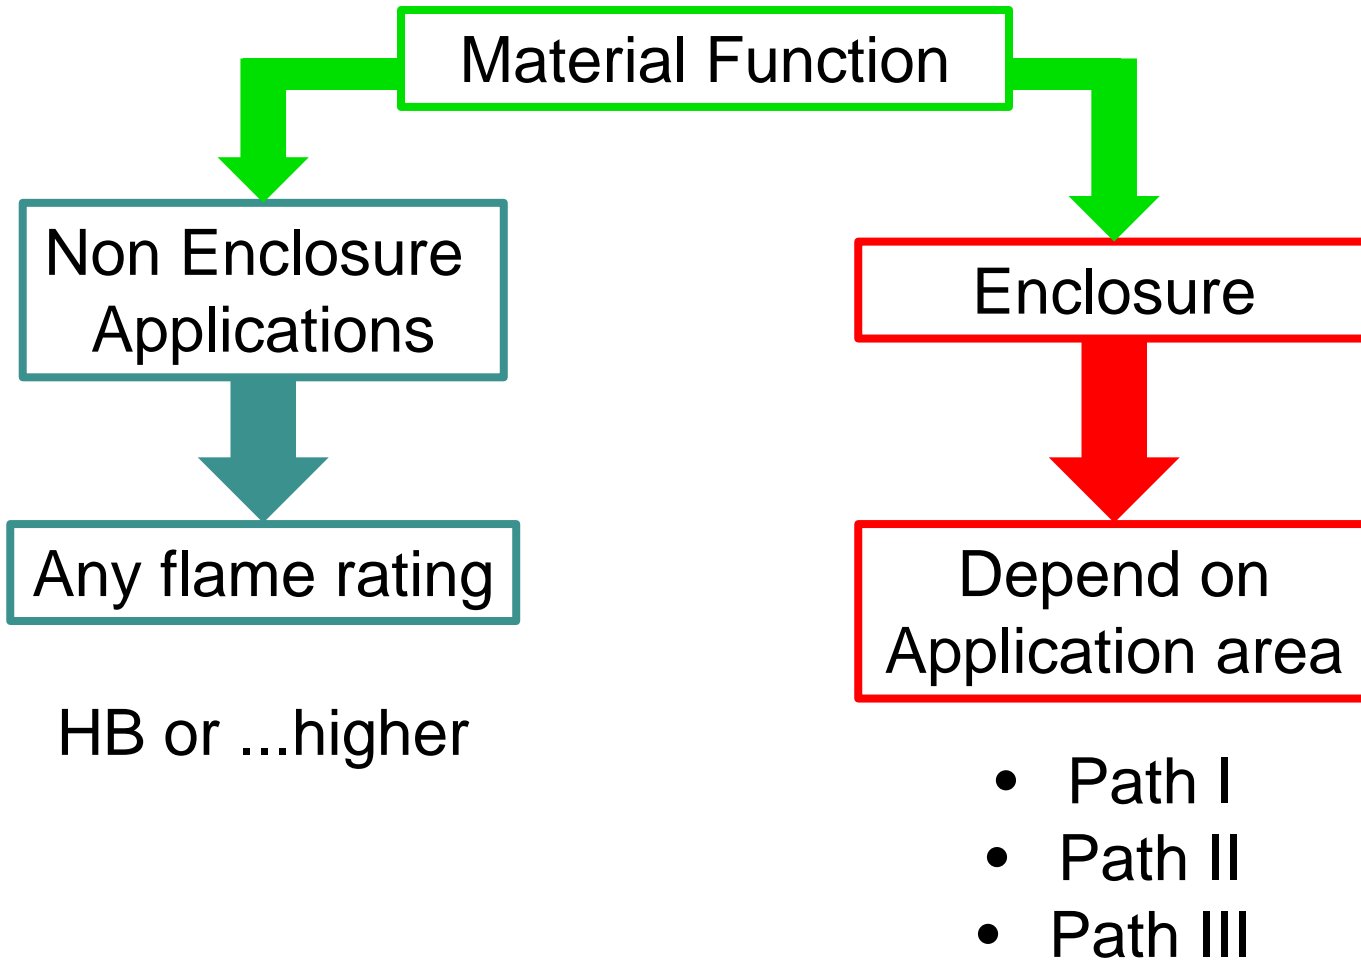 Material Function
Non Enclosure
Applications
Enclosure
Any flame rating
Depend on
Application area
HB or ...higher
• Path I
• Path II
• Path III